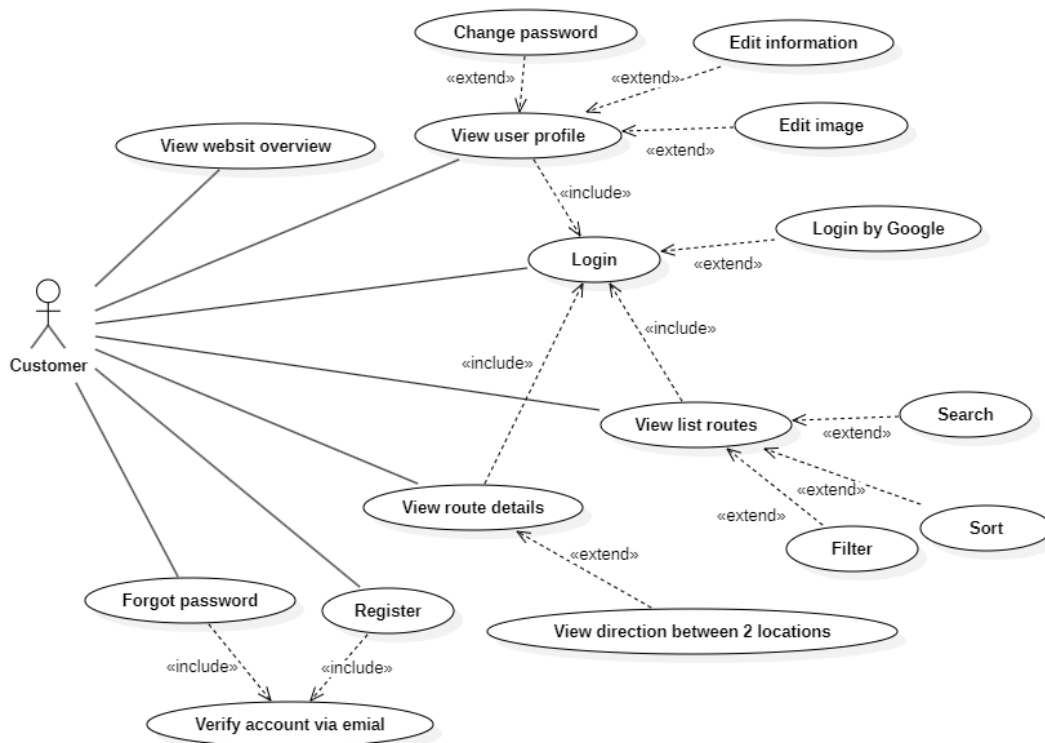 Change password
Edit information
«extend»
«extend»
View user profile
Edit image
«extend»
View websit overview
«include»
Login by Google
Login
«extend»
Customer
«include»
«include»
View list routes
Search
«extend»
«extend»
«extend»
View route details
Sort
Filter
«extend»
Forgot password
Register
View direction between 2 locations
«include»
«include»
Verify account via emial